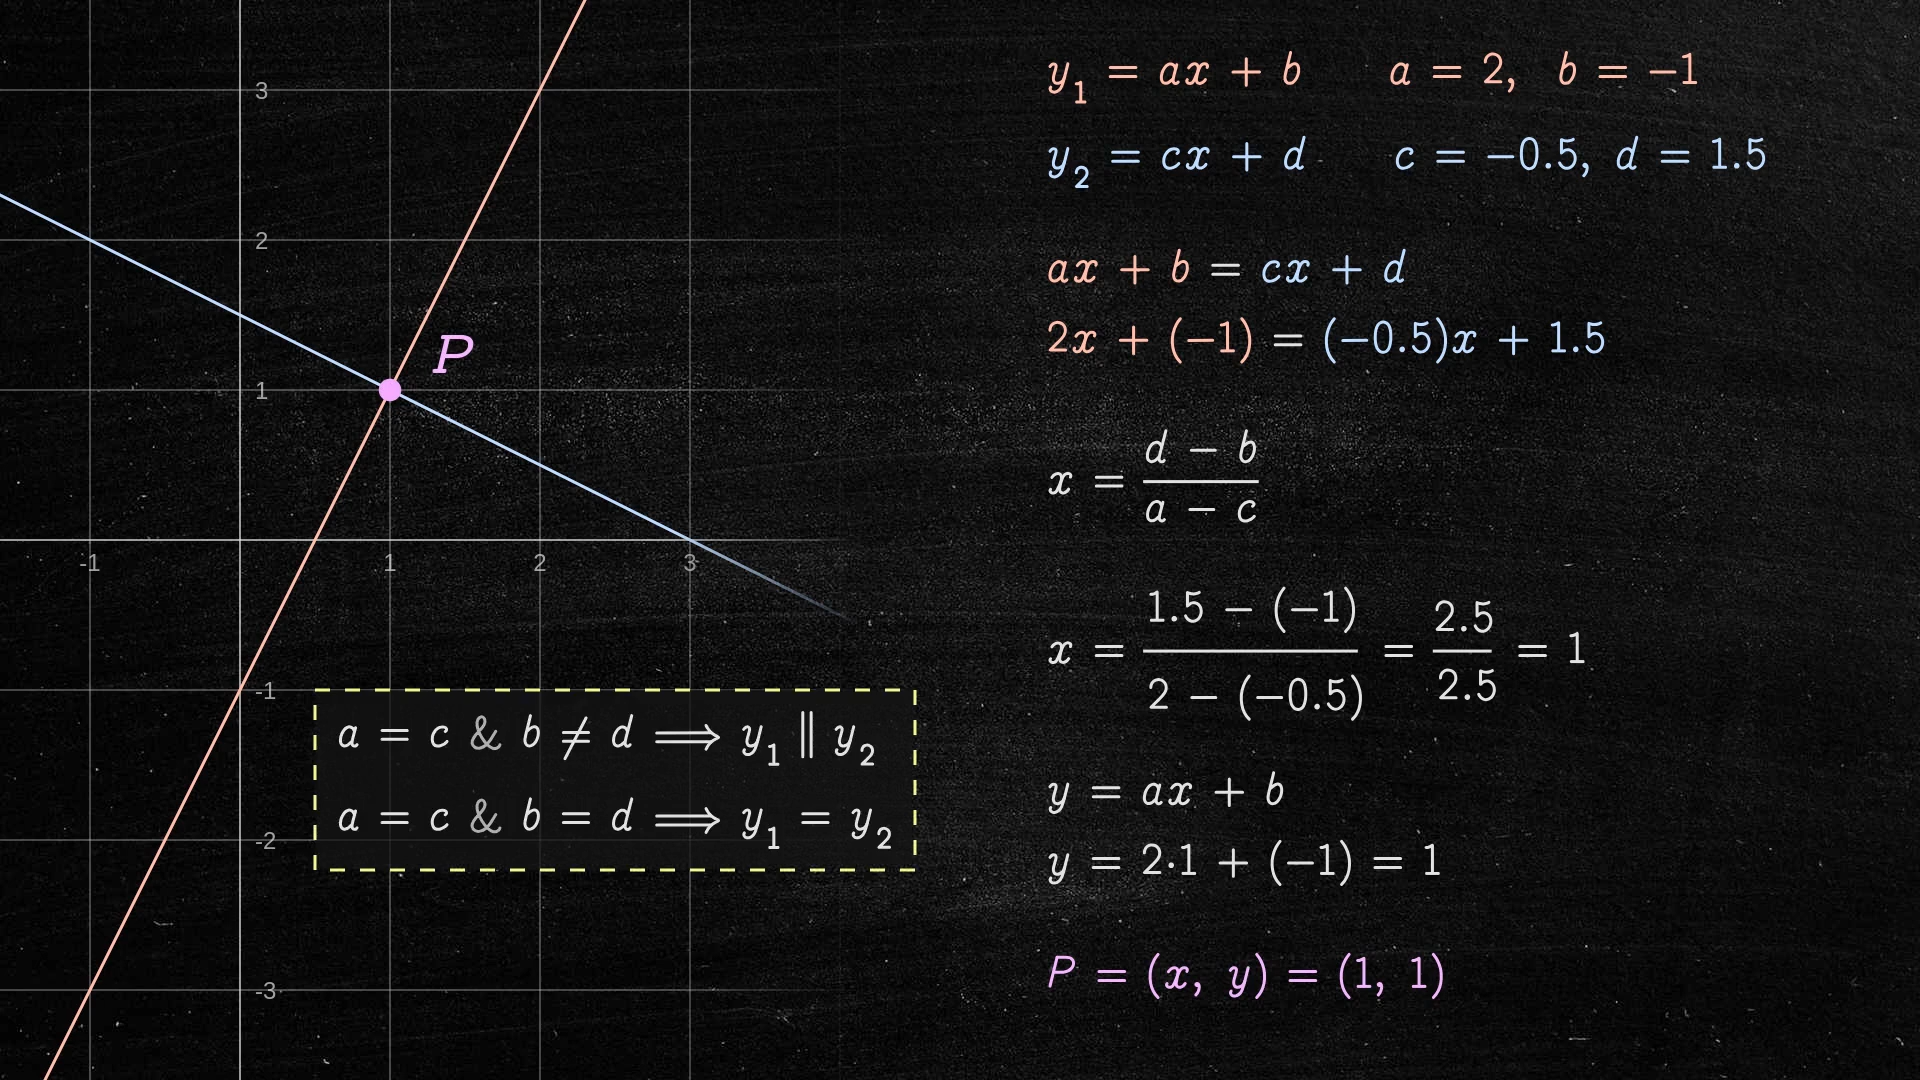 3
2
1
-1
1
2
3
-1
-2
-3
P
a = c & b ≠ d ⟹ y₁ ∥ y₂
a = c & b = d ⟹ y₁ = y₂
y₁ = ax + b a = 2, b = −1
y₂ = cx + d c = −0.5, d = 1.5
ax + b = cx + d
2x + (−1) = (−0.5)x + 1.5
x = (d − b)/(a − c)
x = (1.5 − (−1))/(2 − (−0.5)) = 2.5/2.5 = 1
y = ax + b
y = 2·1 + (−1) = 1
P = (x, y) = (1, 1)